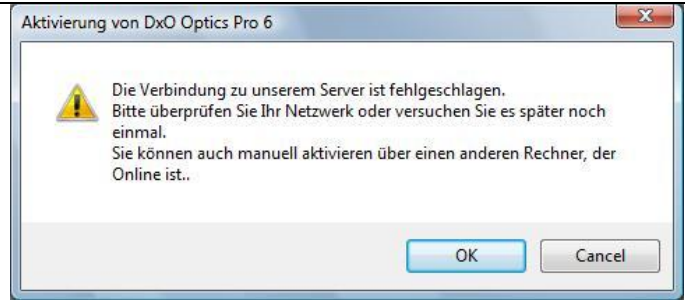 Aktivierung von DxO Optics Pro 6
Die Verbindung zu unserem Server ist fehlgeschlagen.
Bitte überprüfen Sie Ihr Netzwerk oder versuchen Sie es später noch
einmal.
Sie können auch manuell aktivieren über einen anderen Rechner, der
Online ist..
OK Cancel